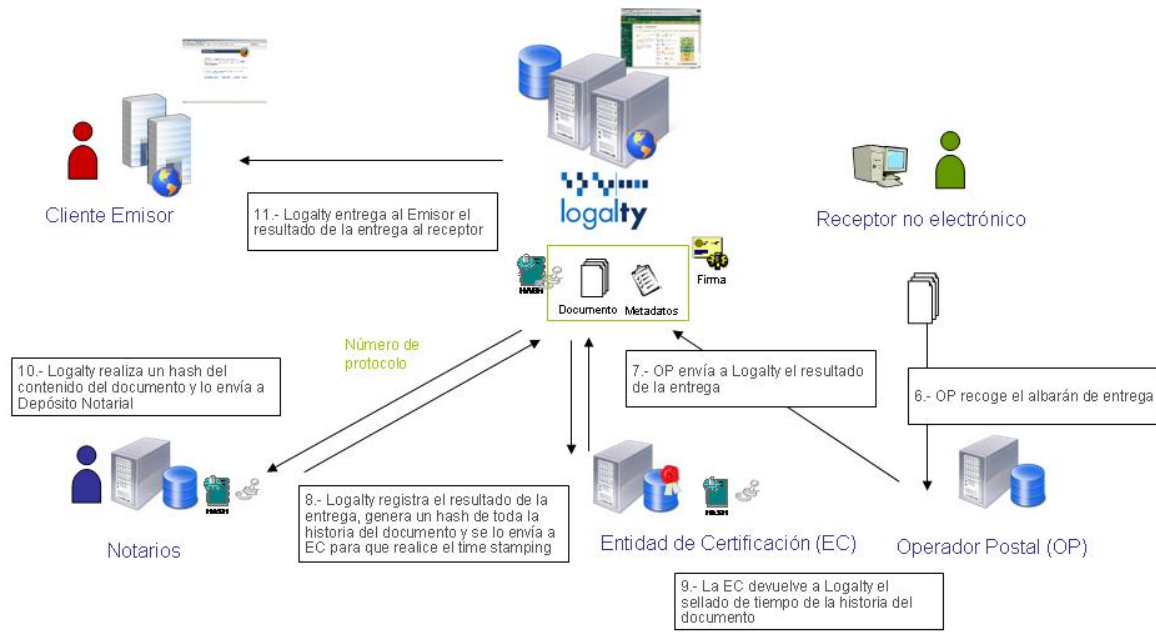 Cliente Emisor
11.- Logalty entrega al Emisor el
resultado de la entrega al receptor
logalty
Receptor no electrónico
HASH
Documento
Metadatos
Firma
Número de
protocolo
10.- Logalty realiza un hash del
contenido del documento y lo envía a
Depósito Notarial
7.- OP envía a Logalty el resultado
de la entrega
6.- OP recoge el albarán de entrega
HASH
Notarios
8.- Logalty registra el resultado de la
entrega, genera un hash de toda la
historia del documento y se lo envía a
EC para que realice el time stamping
HASH
Entidad de Certificación (EC)
Operador Postal (OP)
9.- La EC devuelve a Logalty el
sellado de tiempo de la historia del
documento